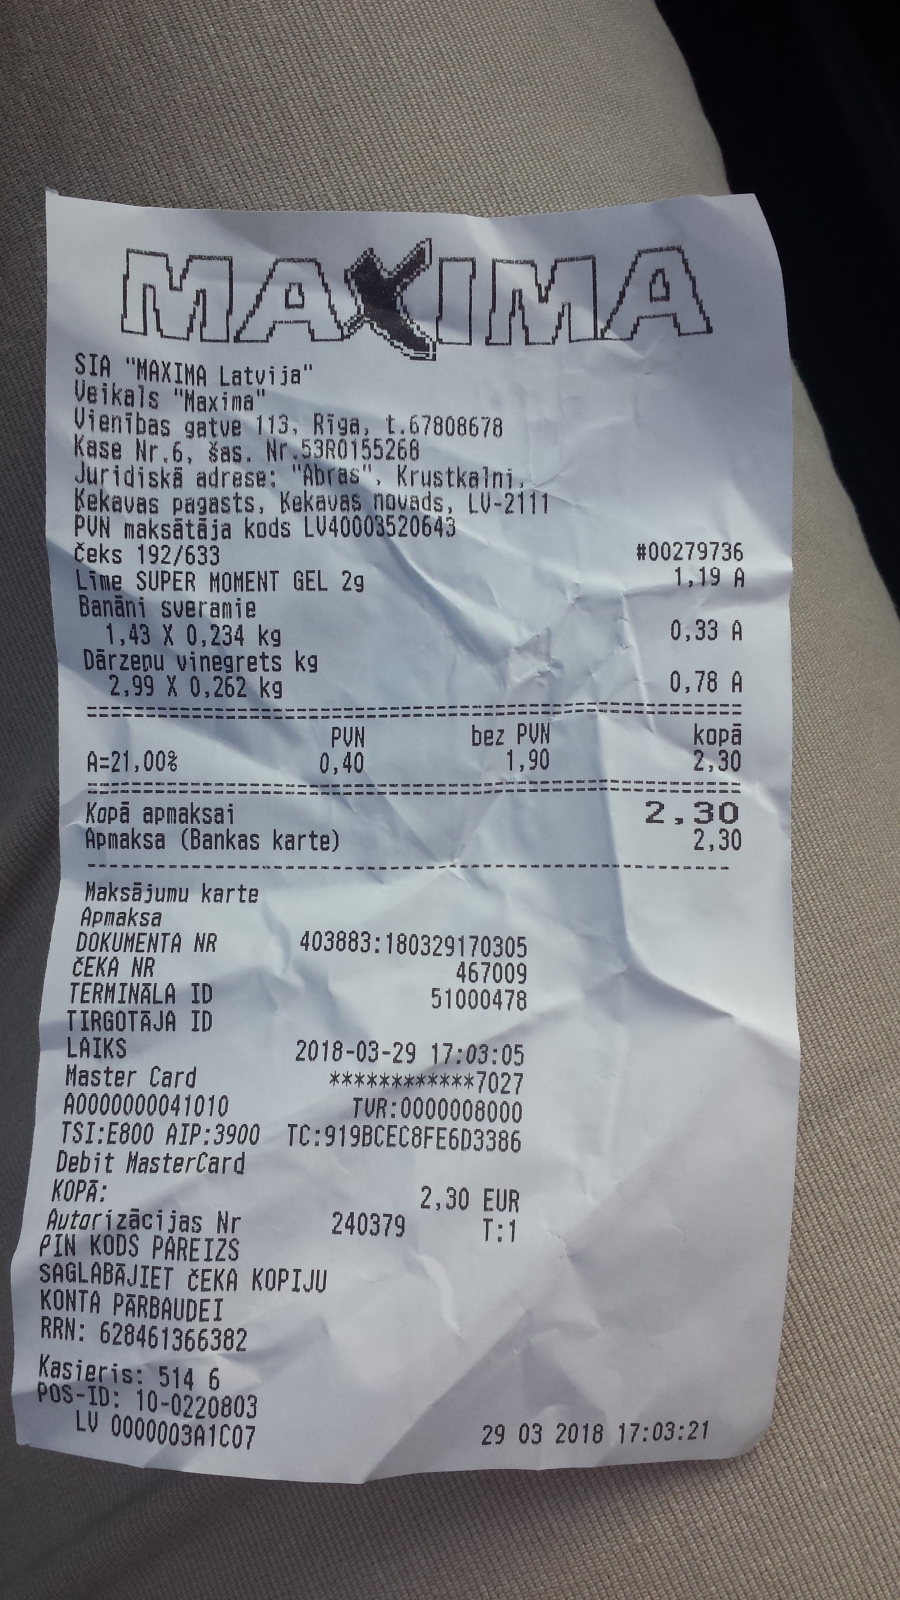 MAXIMA
SIA "MAXIMA Latvija"
Veikals "Maxima"
Vienības gatve 113, Rīga, t.67808678
Kase Nr.6, šas. Nr.53R0155268
Juridiskā adrese: "Abras", Krustkalni,
Ķekavas pagasts, Ķekavas novads, LV-2111
PVN maksātāja kods LV40003520643
Čeks 192/633 #00279736
Līme SUPER MOMENT GEL 2g 1,19 A
Banāni sveramie
1,43 X 0,234 kg 0,33 A
Dārzeņu vinegrets kg
2,99 X 0,262 kg 0,78 A
PVN bez PVN kopā
A=21,00% 0,40 1,90 2,30
Kopā apmaksai 2,30
Apmaksa (Bankas karte) 2,30
Maksājumu karte
Apmaksa
DOKUMENTA NR 403883:180329170305
ČEKA NR 467009
TERMINĀLA ID 51000478
TIRGOTĀJA ID
LAIKS 2018-03-29 17:03:05
Master Card ************7027
A0000000041010 TVR:0000008000
TSI:E800 AIP:3900 TC:919BCEC8FE6D3386
Debit MasterCard
KOPĀ: 2,30 EUR
Autorizācijas Nr 240379 T:1
PIN KODS PAREIZS
SAGLABĀJIET ČEKA KOPIJU
KONTA PĀRBAUDEI
RRN: 628461366382
Kasieris: 514 6
POS-ID: 10-0220803
LV 0000003A1C07 29 03 2018 17:03:21